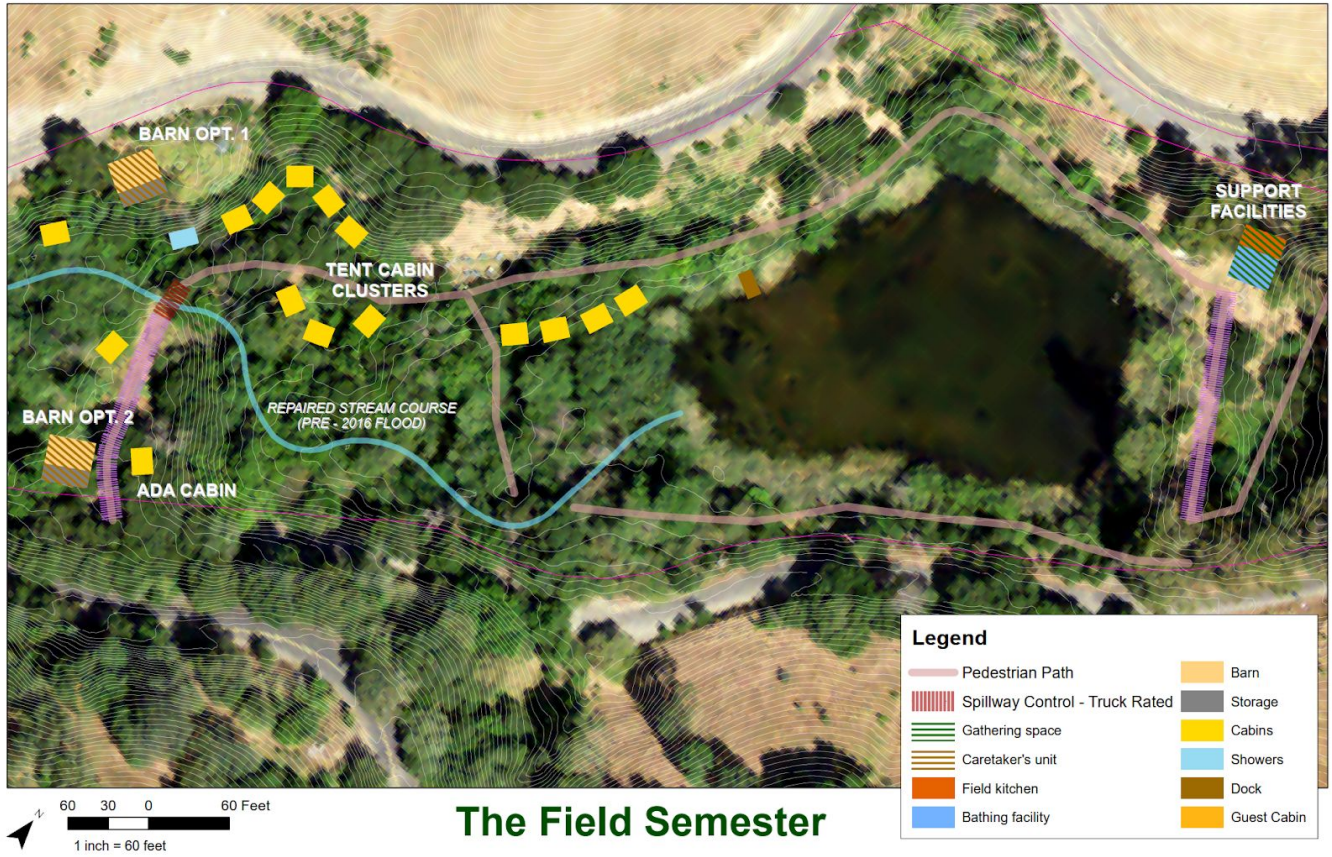 BARN OPT. 1
SUPPORT
FACILITIES
TENT CABIN
CLUSTERS
REPAIRED STREAM COURSE
(PRE - 2016 FLOOD)
BARN OPT. 2
ADA CABIN
Legend
Pedestrian Path
Spillway Control - Truck Rated
Gathering space
Caretaker's unit
Field kitchen
Bathing facility
Barn
Storage
Cabins
Showers
Dock
Guest Cabin
N
60 30 0 60 Feet
1 inch = 60 feet
The Field Semester